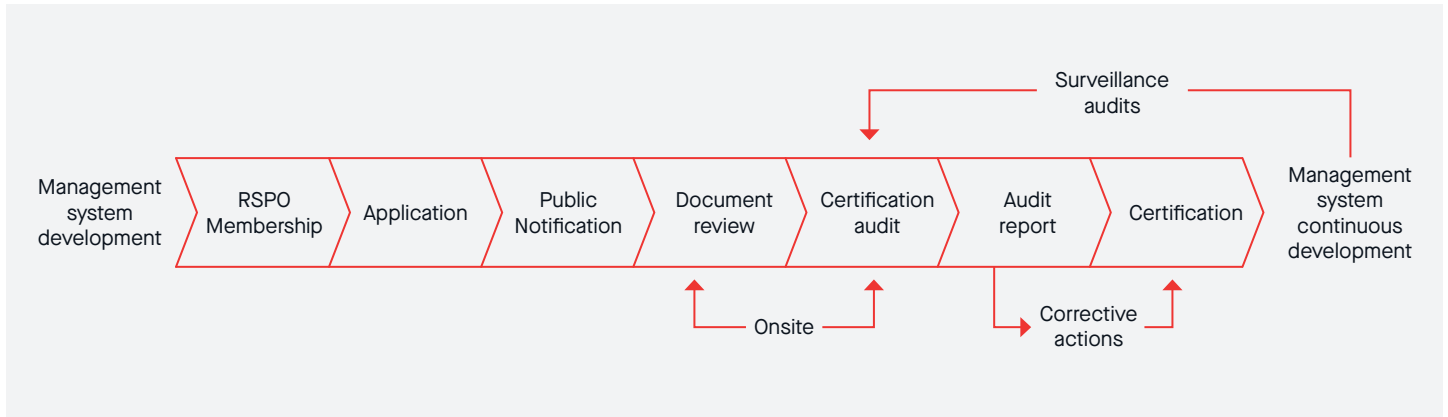 Surveillance
audits
Management
system
development
RSPO
Membership
Application
Public
Notification
Document
review
Certification
audit
Audit
report
Certification
Management
system
continuous
development
Onsite
Corrective
actions